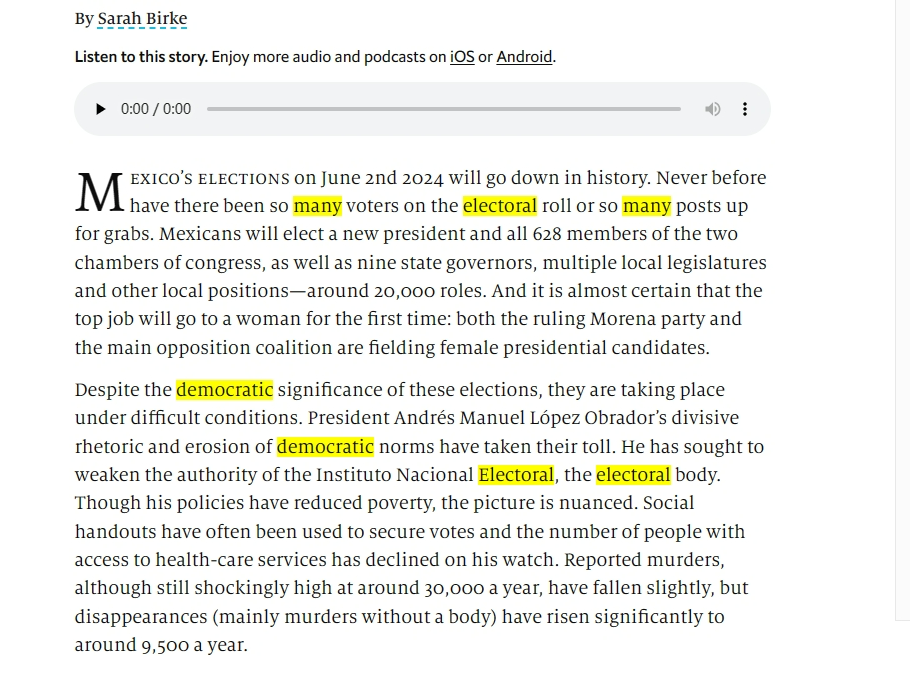 By Sarah Birke
Listen to this story. Enjoy more audio and podcasts on iOS or Android.
0:00 / 0:00
MEXICO’S ELECTIONS on June 2nd 2024 will go down in history. Never before
have there been so many voters on the electoral roll or so many posts up
for grabs. Mexicans will elect a new president and all 628 members of the two
chambers of congress, as well as nine state governors, multiple local legislatures
and other local positions—around 20,000 roles. And it is almost certain that the
top job will go to a woman for the first time: both the ruling Morena party and
the main opposition coalition are fielding female presidential candidates.
Despite the democratic significance of these elections, they are taking place
under difficult conditions. President Andrés Manuel López Obrador’s divisive
rhetoric and erosion of democratic norms have taken their toll. He has sought to
weaken the authority of the Instituto Nacional Electoral, the electoral body.
Though his policies have reduced poverty, the picture is nuanced. Social
handouts have often been used to secure votes and the number of people with
access to health-care services has declined on his watch. Reported murders,
although still shockingly high at around 30,000 a year, have fallen slightly, but
disappearances (mainly murders without a body) have risen significantly to
around 9,500 a year.